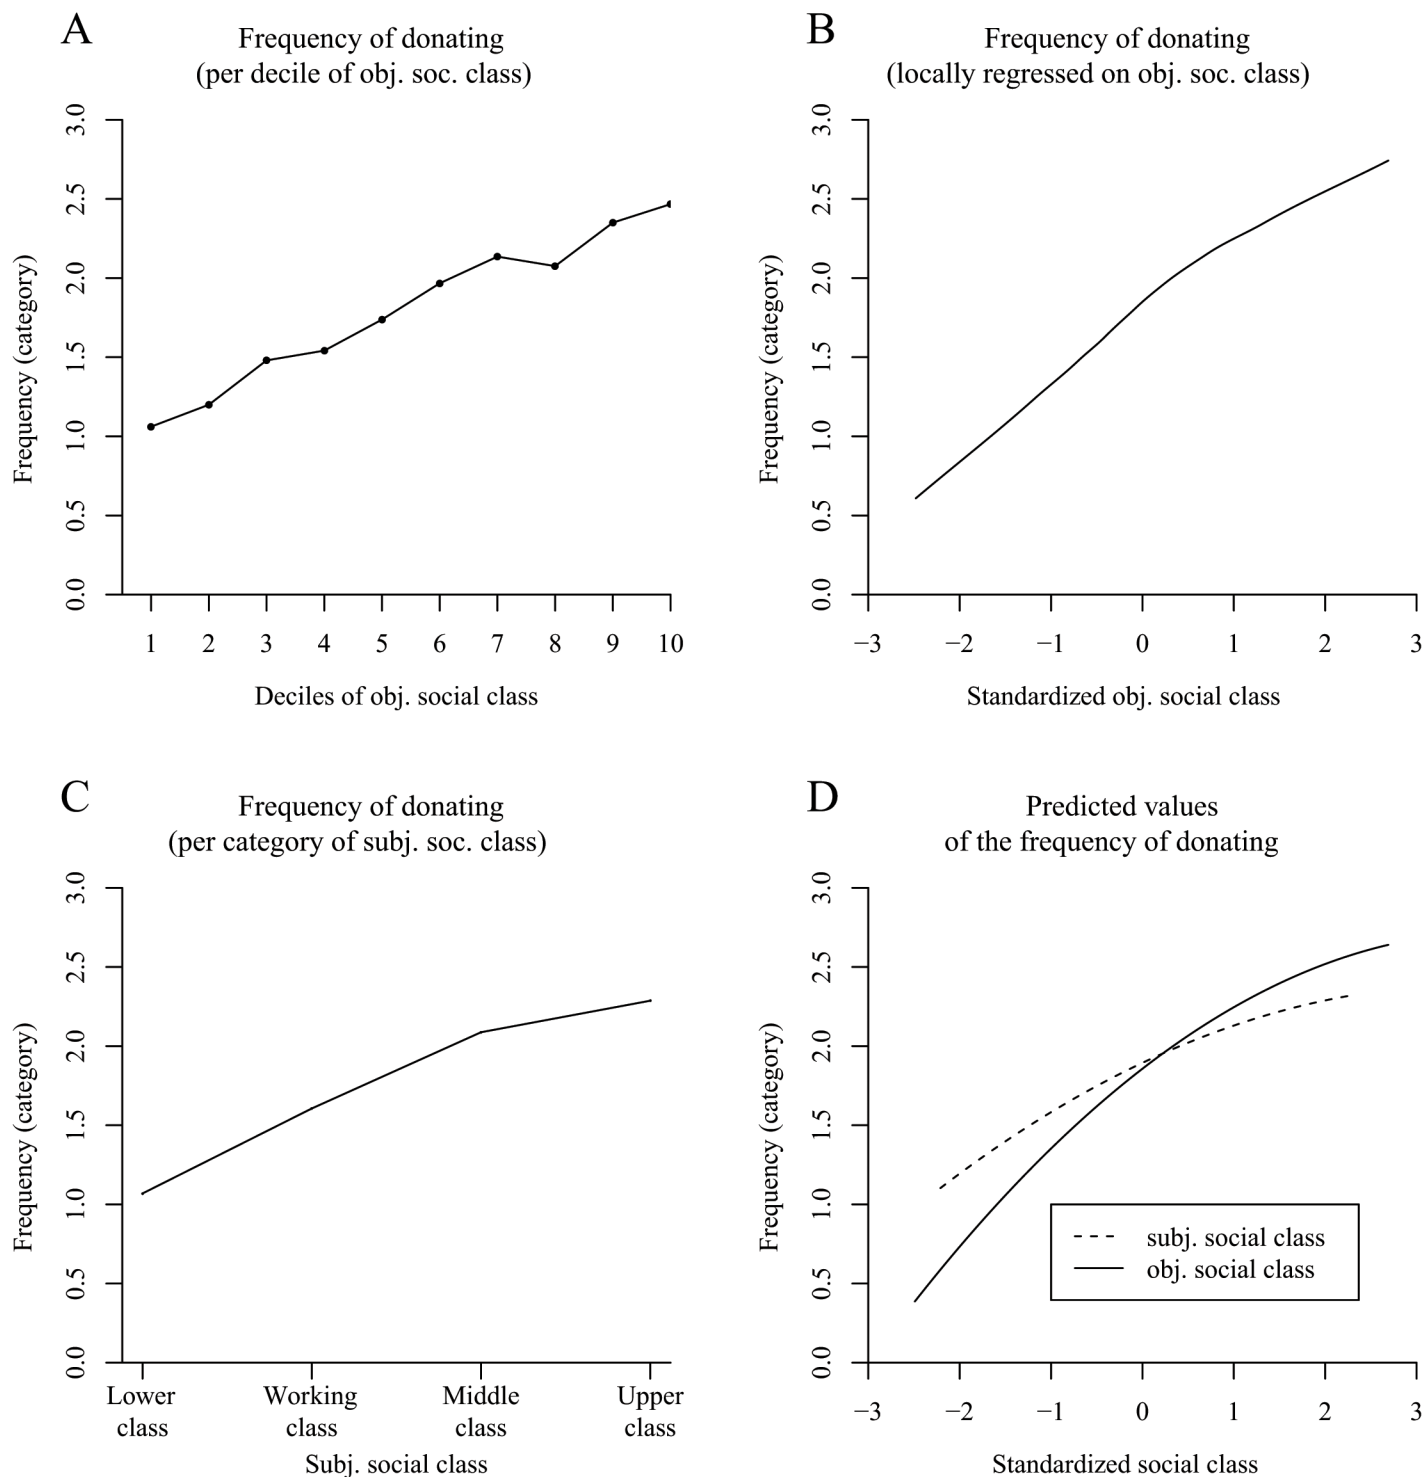 A
Frequency of donating
(per decile of obj. soc. class)
Frequency (category)
3.0
2.5
2.0
1.5
1.0
0.5
0.0
1 2 3 4 5 6 7 8 9 10
Deciles of obj. social class
B
Frequency of donating
(locally regressed on obj. soc. class)
Frequency (category)
3.0
2.5
2.0
1.5
1.0
0.5
0.0
−3 −2 −1 0 1 2 3
Standardized obj. social class
C
Frequency of donating
(per category of subj. soc. class)
Frequency (category)
3.0
2.5
2.0
1.5
1.0
0.5
0.0
Lower Working Middle Upper
class class class class
Subj. social class
D
Predicted values
of the frequency of donating
Frequency (category)
3.0
2.5
2.0
1.5
1.0
0.5
0.0
subj. social class
obj. social class
−3 −2 −1 0 1 2 3
Standardized social class